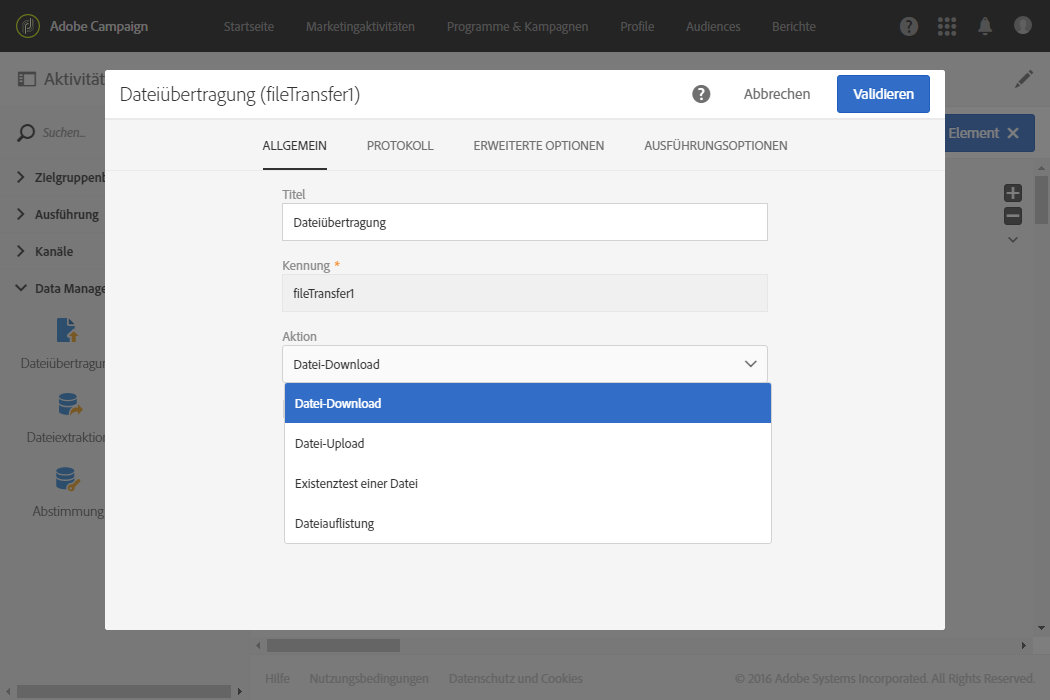 Adobe Campaign
Startseite
Marketingaktivitäten
Programme & Kampagnen
Profile
Audiences
Berichte
Aktivität
Dateiübertragung (fileTransfer1)
Abbrechen
Validieren
Suchen...
Element
ALLGEMEIN
PROTOKOLL
ERWEITERTE OPTIONEN
AUSFÜHRUNGSOPTIONEN
Zielgruppenb
Ausführung
Kanäle
Data Manage
Dateiübertragun
Dateiextraktion
Abstimmung
Titel
Dateiübertragung
Kennung *
fileTransfer1
Aktion
Datei-Download
Datei-Download
Datei-Upload
Existenztest einer Datei
Dateiauflistung
Hilfe
Nutzungsbedingungen
Datenschutz und Cookies
© 2016 Adobe Systems Incorporated. All Rights Reserved.